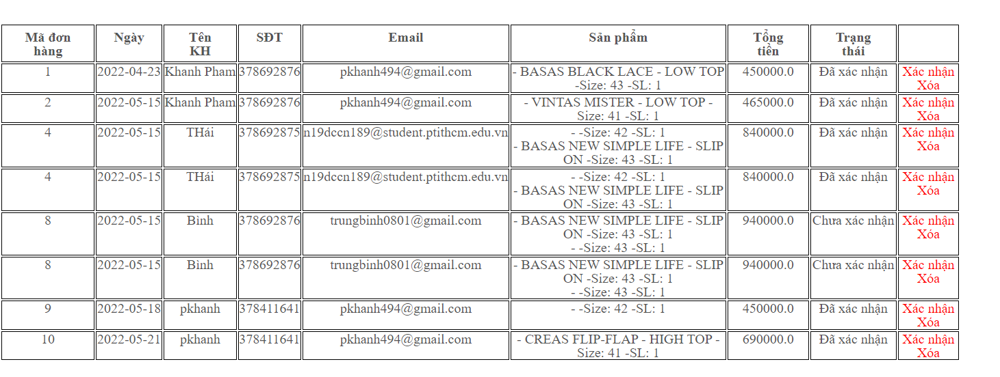 Mã đơn hàng Ngày Tên KH SĐT Email Sản phẩm Tổng tiền Trạng thái
1 2022-04-23 Khanh Pham 378692876 pkhanh494@gmail.com - BASAS BLACK LACE - LOW TOP 450000.0 Đã xác nhận Xác nhận
-Size: 43 -SL: 1 Xóa
2 2022-05-15 Khanh Pham 378692876 pkhanh494@gmail.com - VINTAS MISTER - LOW TOP - 465000.0 Đã xác nhận Xác nhận
Size: 41 -SL: 1 Xóa
4 2022-05-15 THái 378692875 n19dccn189@student.ptithcm.edu.vn - -Size: 42 -SL: 1 840000.0 Đã xác nhận Xác nhận
- BASAS NEW SIMPLE LIFE - SLIP Xóa
ON -Size: 43 -SL: 1
4 2022-05-15 THái 378692875 n19dccn189@student.ptithcm.edu.vn - -Size: 42 -SL: 1 840000.0 Đã xác nhận Xác nhận
- BASAS NEW SIMPLE LIFE - SLIP Xóa
ON -Size: 43 -SL: 1
8 2022-05-15 Bình 378692876 trungbinh0801@gmail.com - BASAS NEW SIMPLE LIFE - SLIP 940000.0 Chưa xác nhận Xác nhận
ON -Size: 43 -SL: 1 Xóa
- -Size: 43 -SL: 1
8 2022-05-15 Bình 378692876 trungbinh0801@gmail.com - BASAS NEW SIMPLE LIFE - SLIP 940000.0 Chưa xác nhận Xác nhận
ON -Size: 43 -SL: 1 Xóa
- -Size: 43 -SL: 1
9 2022-05-18 pkhanh 378411641 pkhanh494@gmail.com - -Size: 42 -SL: 1 450000.0 Đã xác nhận Xác nhận
Xóa
10 2022-05-21 pkhanh 378411641 pkhanh494@gmail.com - CREAS FLIP-FLAP - HIGH TOP - 690000.0 Đã xác nhận Xác nhận
Size: 41 -SL: 1 Xóa